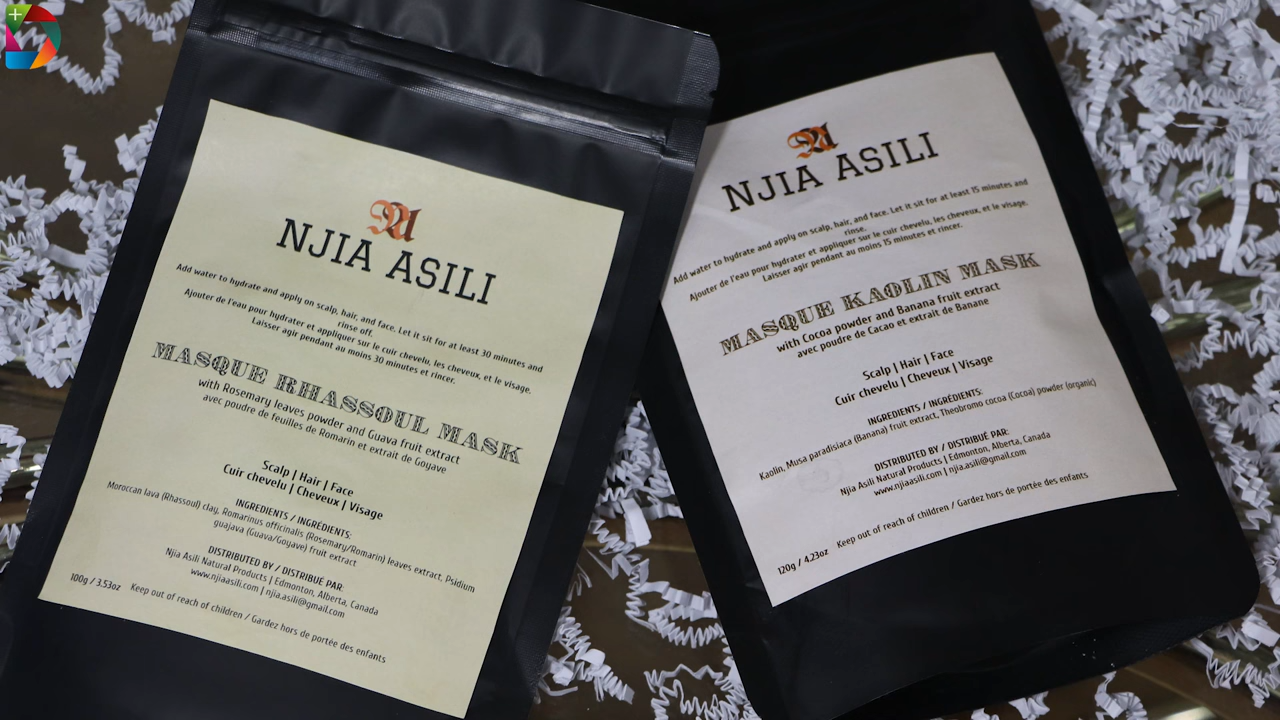 NJIA ASILI
Add water to hydrate and apply on scalp, hair, and face. Let it sit for at least 30 minutes and
rinse off.
Ajouter de l'eau pour hydrater et appliquer sur le cuir chevelu, les cheveux, et le visage.
Laisser agir pendant au moins 30 minutes et rincer.
MASQUE RHASSOUL MASK
with Rosemary leaves powder and Guava fruit extract
avec poudre de feuilles de Romarin et extrait de Goyave
Scalp | Hair | Face
Cuir chevelu | Cheveux | Visage
INGREDIENTS / INGRÉDIENTS:
Moroccan lava (Rhassoul) clay, Romarinus officinalis (Rosemary/Romarin) leaves extract, Psidium
guajava (Guava/Goyave) fruit extract
DISTRIBUTED BY / DISTRIBUÉ PAR:
Njia Asili Natural Products | Edmonton, Alberta, Canada
www.njiaasili.com | njia.asili@gmail.com
100g / 3.53oz Keep out of reach of children / Gardez hors de portée des enfants
NJIA ASILI
Add water to hydrate and apply on scalp, hair, and face. Let it sit for at least 15 minutes and
rinse.
Ajouter de l'eau pour hydrater et appliquer sur le cuir chevelu, les cheveux, et le visage.
Laisser agir pendant au moins 15 minutes et rincer.
MASQUE KAOLIN MASK
with Cocoa powder and Banana fruit extract
avec poudre de Cacao et extrait de Banane
Scalp | Hair | Face
Cuir chevelu | Cheveux | Visage
INGREDIENTS / INGRÉDIENTS:
Kaolin, Musa paradisiaca (Banana) fruit extract, Theobromo cocoa (Cocoa) powder (organic)
DISTRIBUTED BY / DISTRIBUÉ PAR:
Njia Asili Natural Products | Edmonton, Alberta, Canada
www.njiaasili.com | njia.asili@gmail.com
120g / 4.23oz Keep out of reach of children / Gardez hors de portée des enfants